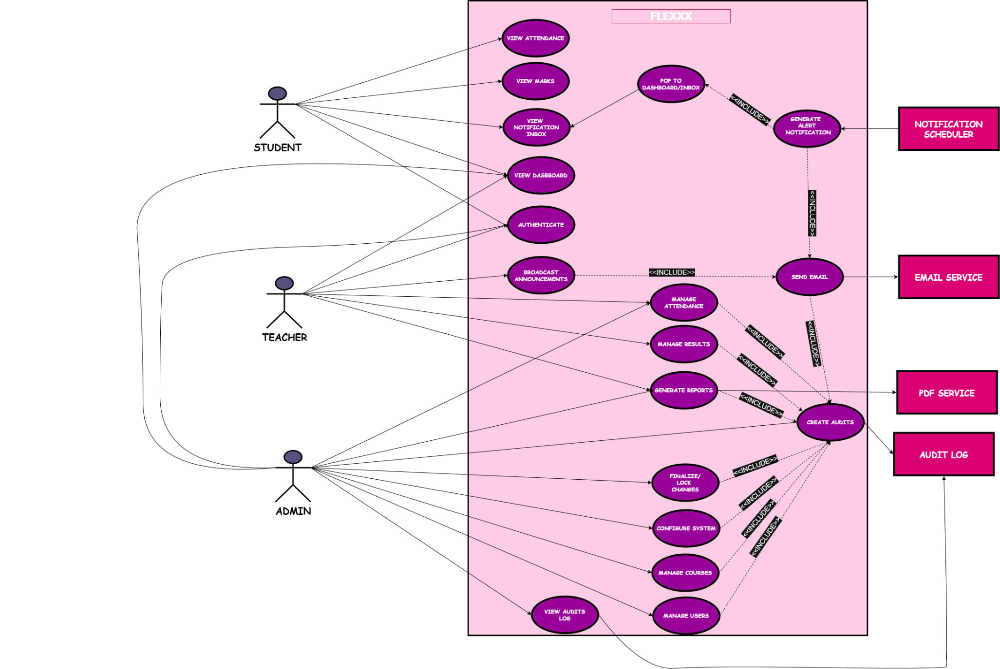 FLEXXX
VIEW ATTENDANCE
VIEW MARKS
POP TO
DASHBOARD/INBOX
<<INCLUDE>>
VIEW
NOTIFICATION
INBOX
GENERATE
ALERT
NOTIFICATION
NOTIFICATION
SCHEDULER
STUDENT
VIEW DASBBOARD
<<INCLUDE>>
AUTHENTICATE
BROADCAST
ANNOUNCEMENTS
<<INCLUDE>>
SEND EMAIL
EMAIL SERVICE
MANAGE
ATTENDANCE
TEACHER
<<INCLUDE>>
<<INCLUDE>>
MANAGE RESULTS
<<INCLUDE>>
GENERATE REPORTS
<<INCLUDE>>
PDF SERVICE
CREATE AUDITS
AUDIT LOG
<<INCLUDE>>
FINALIZE/
LOCK
CHANGES
<<INCLUDE>>
ADMIN
CONFIGURE SYSTEM
<<INCLUDE>>
<<INCLUDE>>
MANAGE COURSES
VIEW AUDITS
LOG
MANAGE USERS